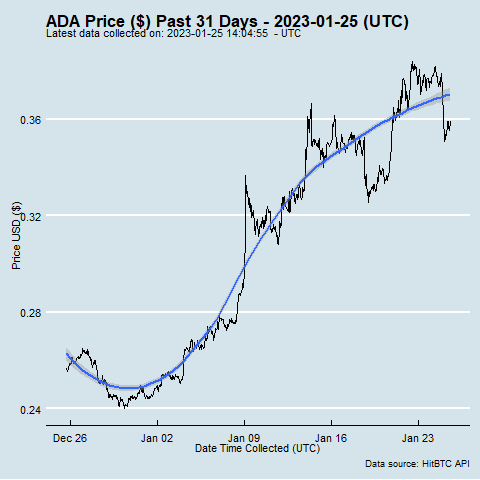 ADA Price ($) Past 31 Days - 2023-01-25 (UTC)
Latest data collected on: 2023-01-25 14:04:55 - UTC
Price USD ($)
0.36
0.32
0.28
0.24
Dec 26 Jan 02 Jan 09 Jan 16 Jan 23
Date Time Collected (UTC)
Data source: HitBTC API